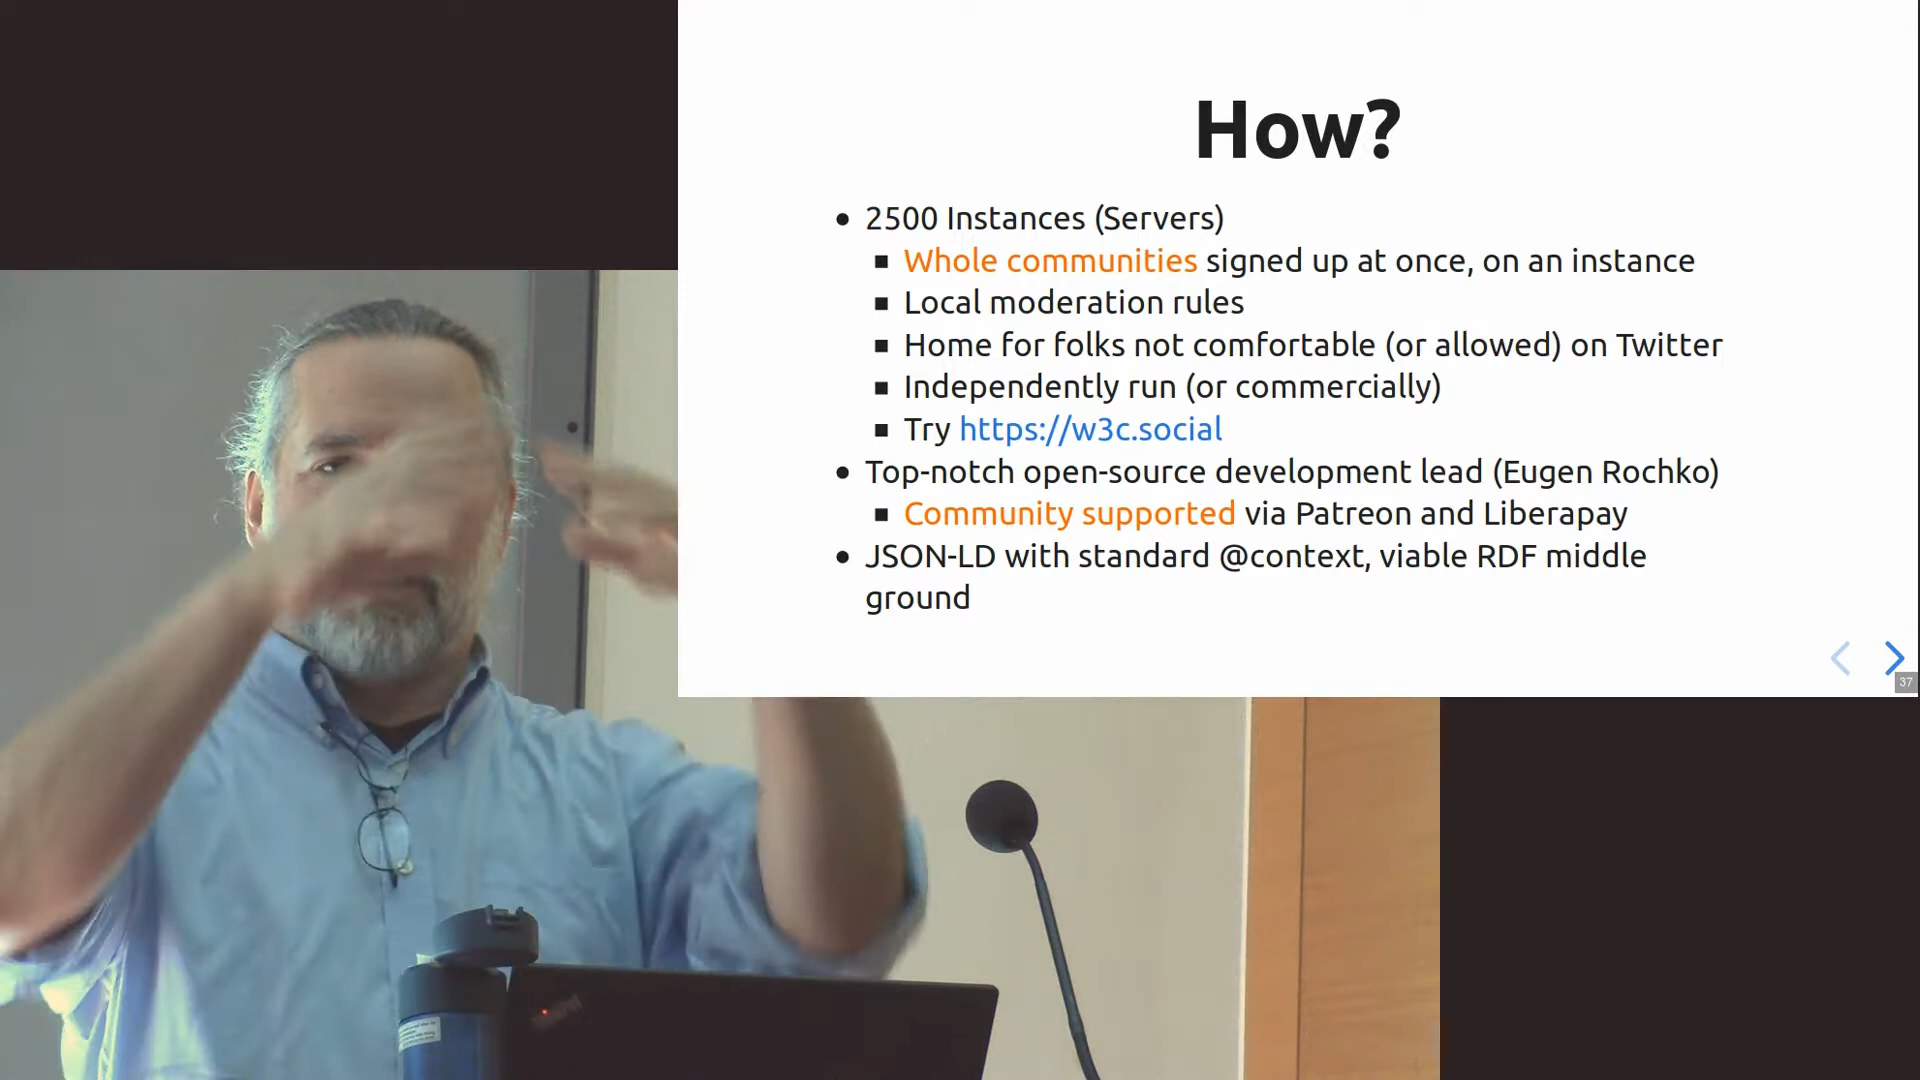 How?
2500 Instances (Servers)
Whole communities signed up at once, on an instance
Local moderation rules
Home for folks not comfortable (or allowed) on Twitter
Independently run (or commercially)
Try https://w3c.social
Top-notch open-source development lead (Eugen Rochko)
Community supported via Patreon and Liberapay
JSON-LD with standard @context, viable RDF middle
ground
37